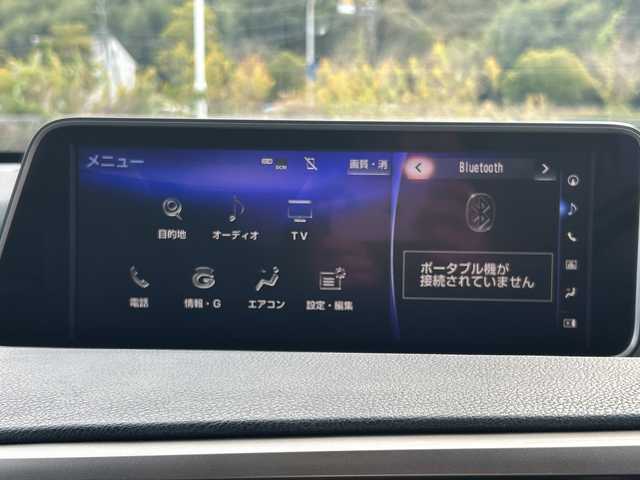 メニュー
DCM
画質・消
Bluetooth
目的地
オーディオ
TV
電話
情報・G
エアコン
設定・編集
ポータブル機が
接続されていません